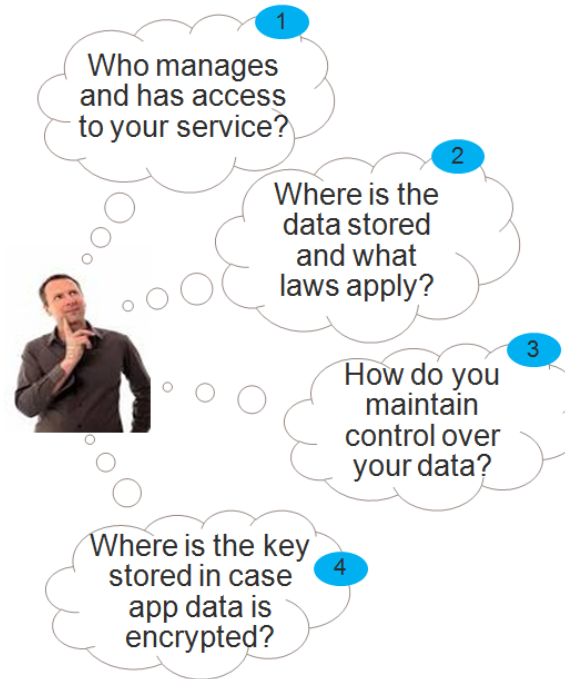 1
Who manages
and has access
to your service?
2
Where is the
data stored
and what
laws apply?
3
How do you
maintain
control over
your data?
4
Where is the key
stored in case
app data is
encrypted?